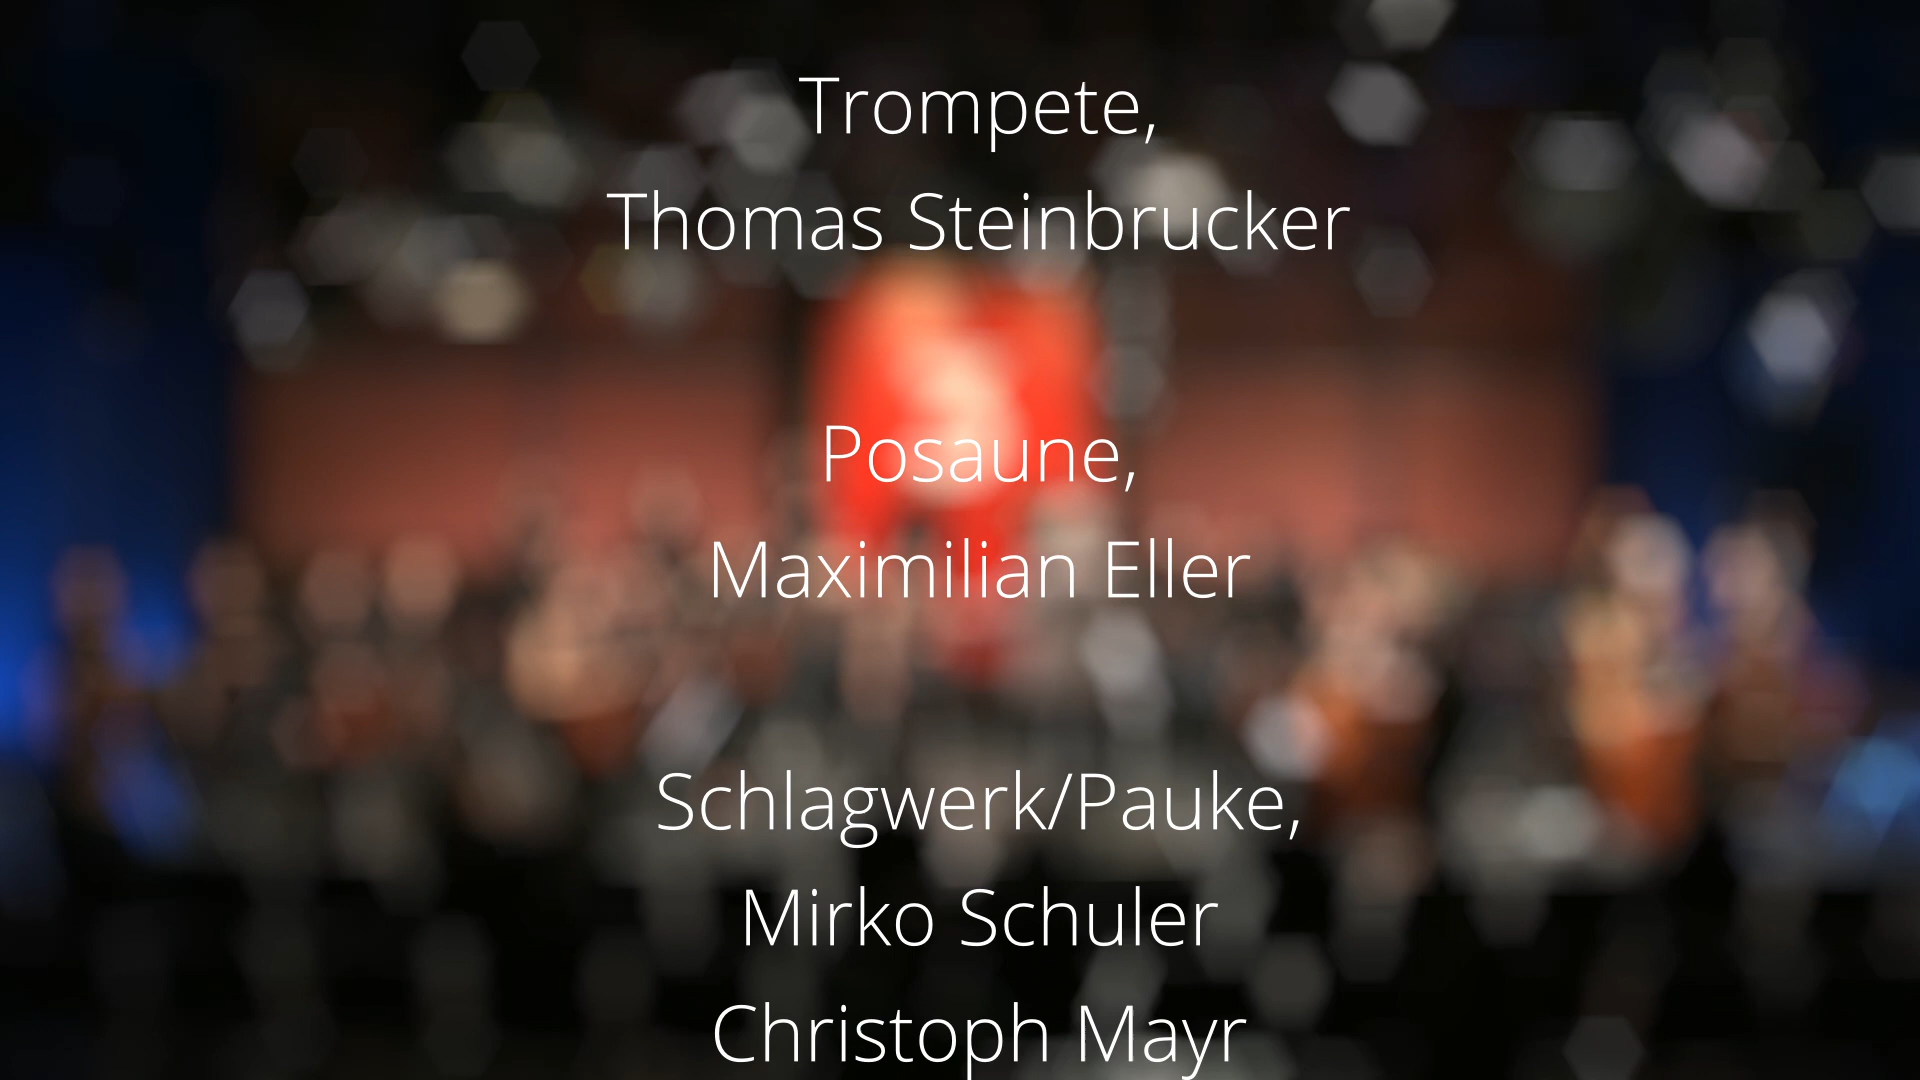 Trompete,
Thomas Steinbrucker
Posaune,
Maximilian Eller
Schlagwerk/Pauke,
Mirko Schuler
Christoph Mayr